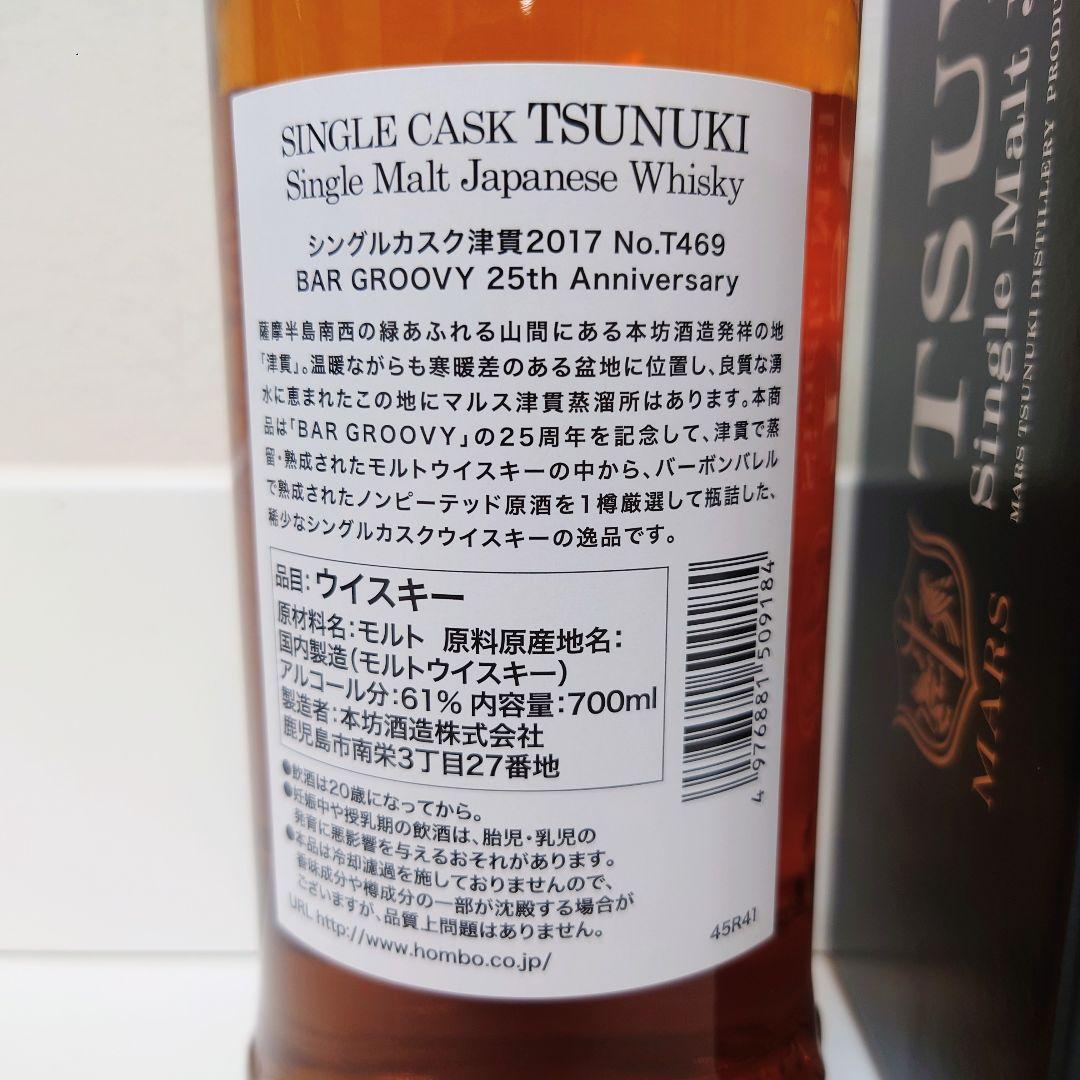 SINGLE CASK TSUNUKI
Single Malt Japanese Whisky
シングルカスク津貫2017 No.T469
BAR GROOVY 25th Anniversary
薩摩半島南西の緑あふれる山間にある本坊酒造発祥の地
「津貫」。温暖ながらも寒暖差のある盆地に位置し、良質な湧
水に恵まれたこの地にマルス津貫蒸溜所はあります。本商
品は「BAR GROOVY」の25周年を記念して、津貫で蒸
留・熟成されたモルトウイスキーの中から、バーボンバレル
で熟成されたノンピーテッド原酒を1樽厳選して瓶詰した、
稀少なシングルカスクウイスキーの逸品です。
品目:ウイスキー
原材料名:モルト 原料原産地名:
国内製造(モルトウイスキー)
アルコール分:61% 内容量:700ml
製造者:本坊酒造株式会社
鹿児島市南栄3丁目27番地
4 976881 509184
●飲酒は20歳になってから。
●妊娠中や授乳期の飲酒は、胎児・乳児の
発育に悪影響を与えるおそれがあります。
●本品は冷却濾過を施しておりませんので、
香味成分や樽成分の一部が沈殿する場合が
ございますが、品質上問題はありません。
URL http://www.hombo.co.jp/
45R41
TSU
Single Malt
MARS TSUNUKI DISTILLERY PRODU
MARS